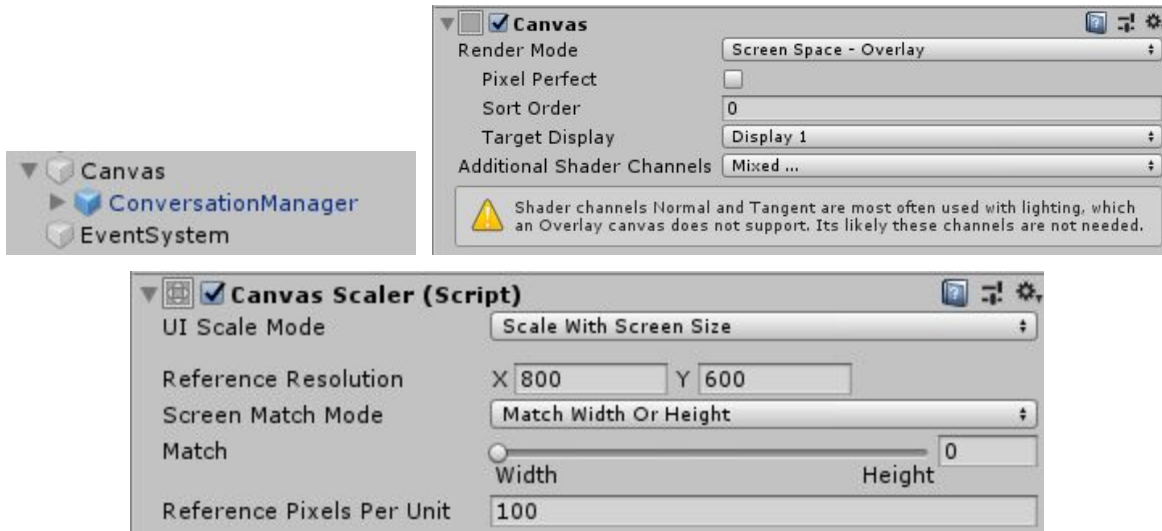 Canvas
ConversationManager
EventSystem
Canvas
Render Mode Screen Space - Overlay
Pixel Perfect
Sort Order 0
Target Display Display 1
Additional Shader Channels Mixed ...
Shader channels Normal and Tangent are most often used with lighting, which
an Overlay canvas does not support. Its likely these channels are not needed.
Canvas Scaler (Script)
UI Scale Mode Scale With Screen Size
Reference Resolution X 800 Y 600
Screen Match Mode Match Width Or Height
Match 0
Width Height
Reference Pixels Per Unit 100